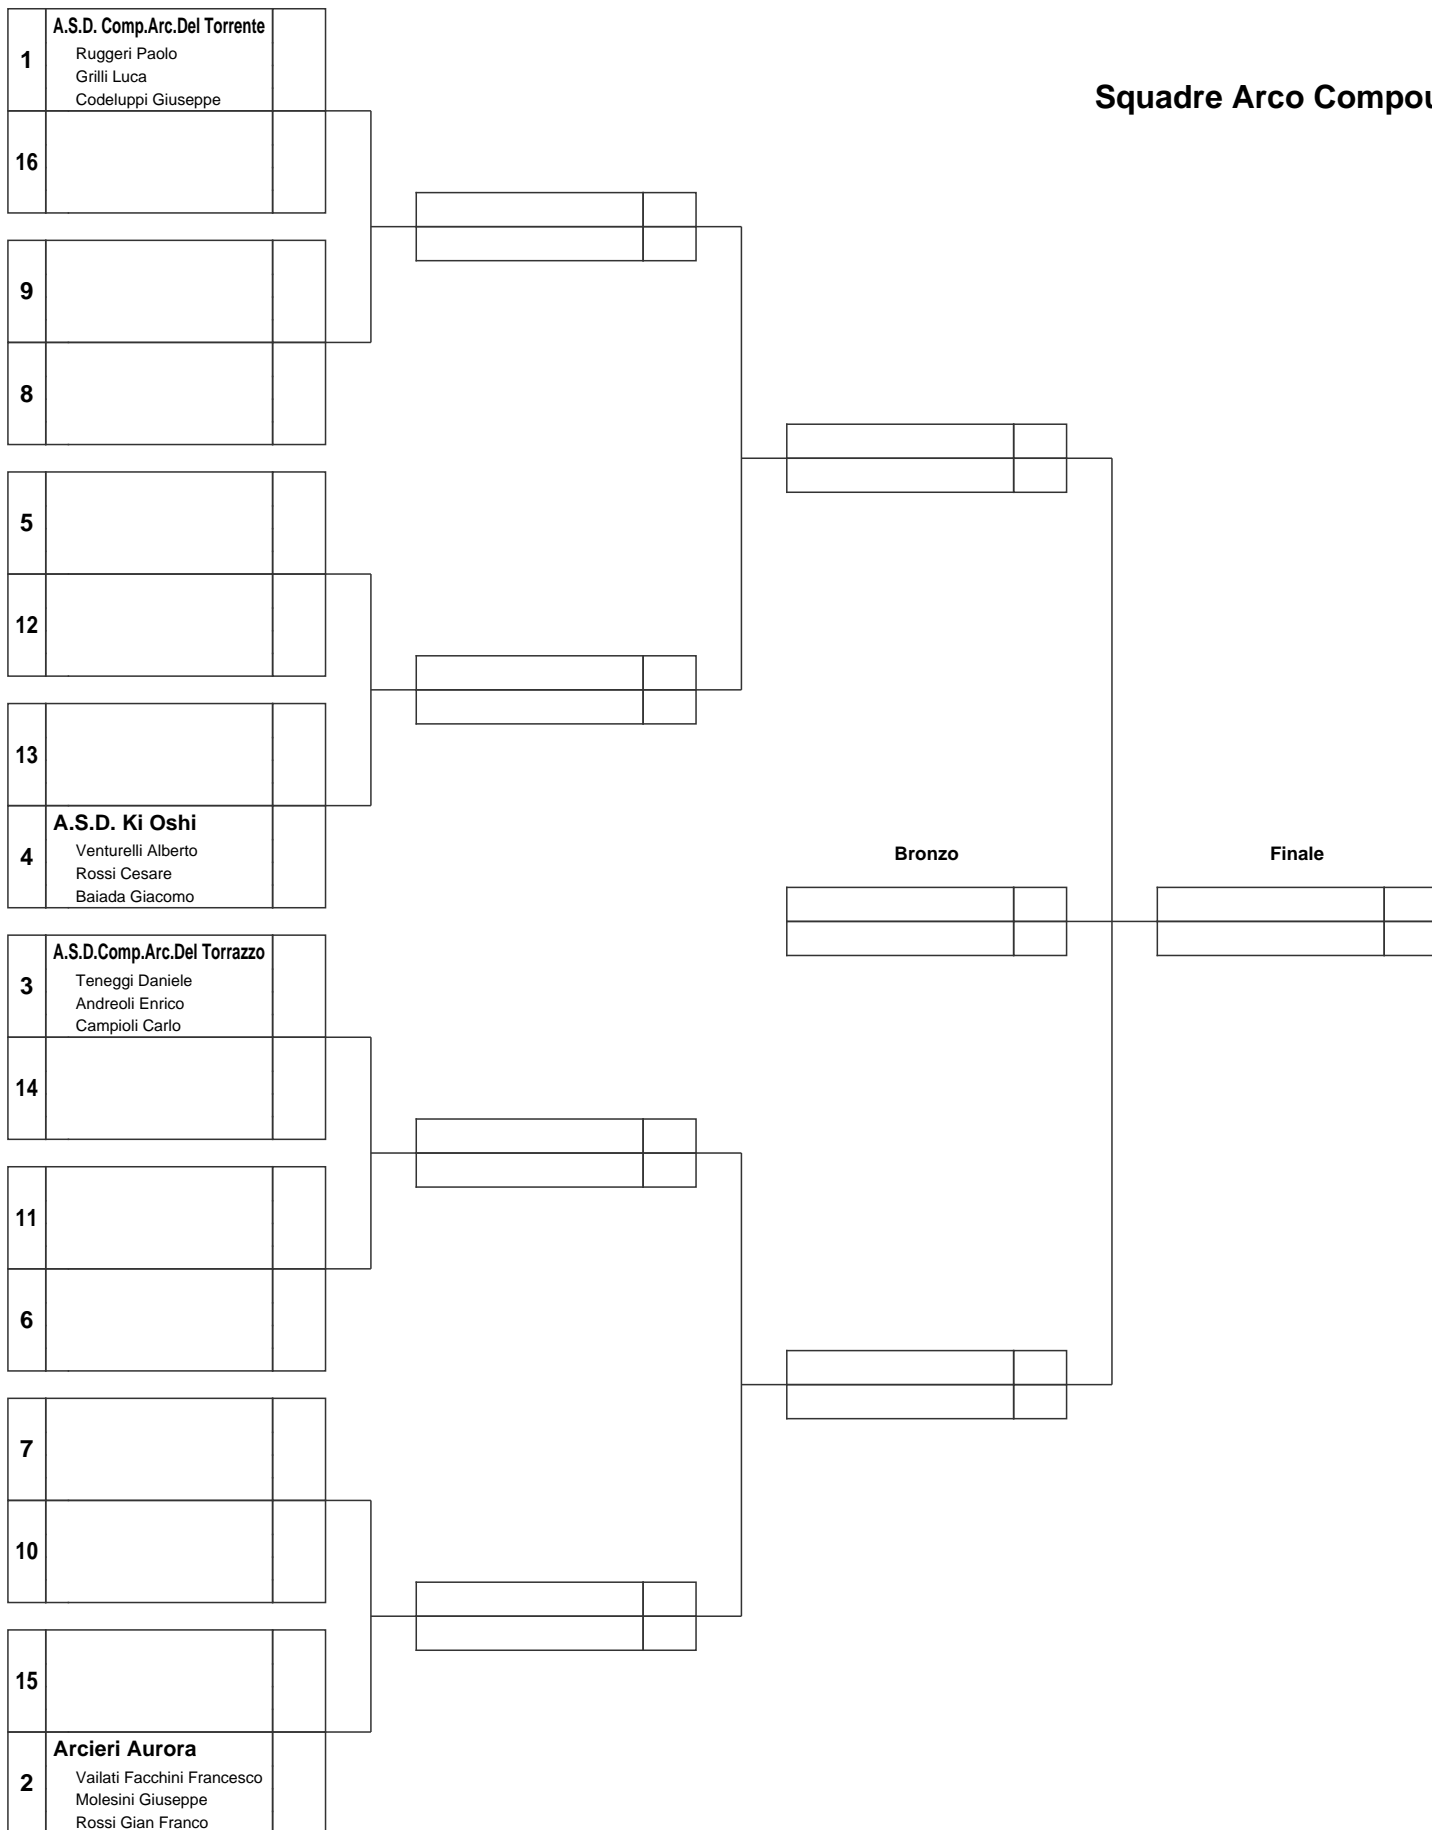 A.S.D. Comp.Arc.Del Torrente
1
Ruggeri Paolo
Grilli Luca
Codeluppi Giuseppe
Squadre Arco Compou
16
9
8
5
12
13
A.S.D. Ki Oshi
4
Venturelli Alberto
Rossi Cesare
Baiada Giacomo
Bronzo
Finale
A.S.D.Comp.Arc.Del Torrazzo
3
Teneggi Daniele
Andreoli Enrico
Campioli Carlo
14
11
6
7
10
15
Arcieri Aurora
2
Vailati Facchini Francesco
Molesini Giuseppe
Rossi Gian Franco